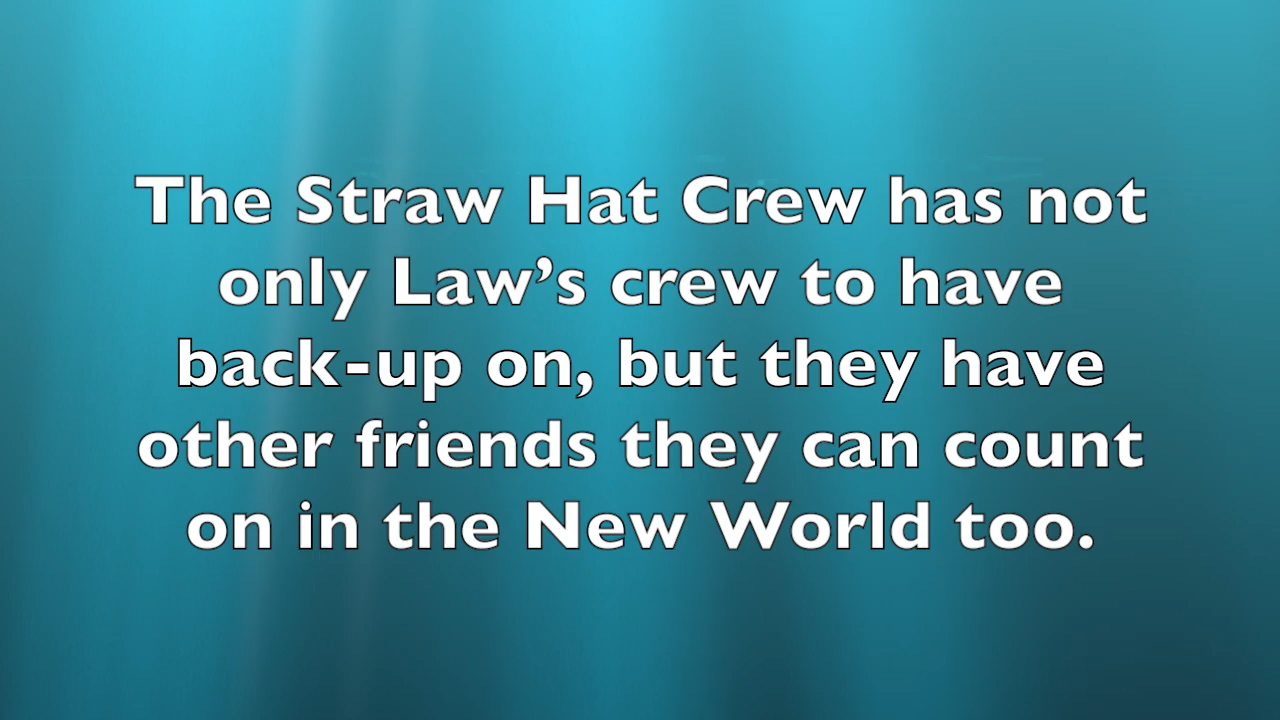 The Straw Hat Crew has not
only Law’s crew to have
back-up on, but they have
other friends they can count
on in the New World too.